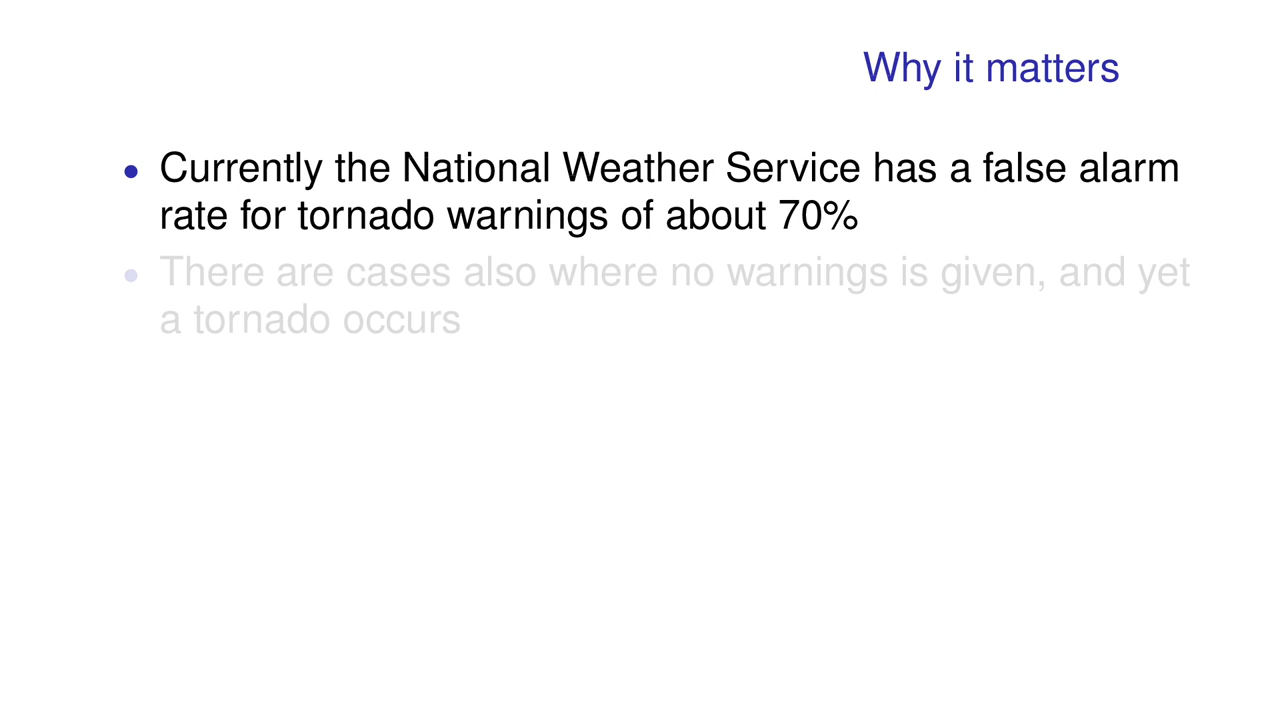 Why it matters
• Currently the National Weather Service has a false alarm
rate for tornado warnings of about 70%
• There are cases also where no warnings is given, and yet
a tornado occurs